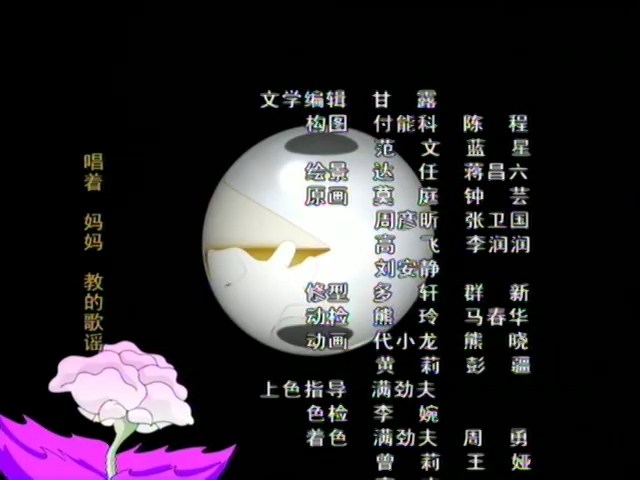 文学编辑 甘 露
构图 付能科 陈 程
范 文 蓝 星
绘景 达 任 蒋昌六
原画 莫 庭 钟 芸
周彦昕 张卫国
高 飞 李润润
刘安静
修型 多 轩 群 新
动检 熊 玲 马春华
动画 代小龙 熊 晓
黄 莉 彭 疆
上色指导 满劲夫
色检 李 婉
着色 满劲夫 周 勇
曾 莉 王 娅
唱着 妈妈 教的歌谣